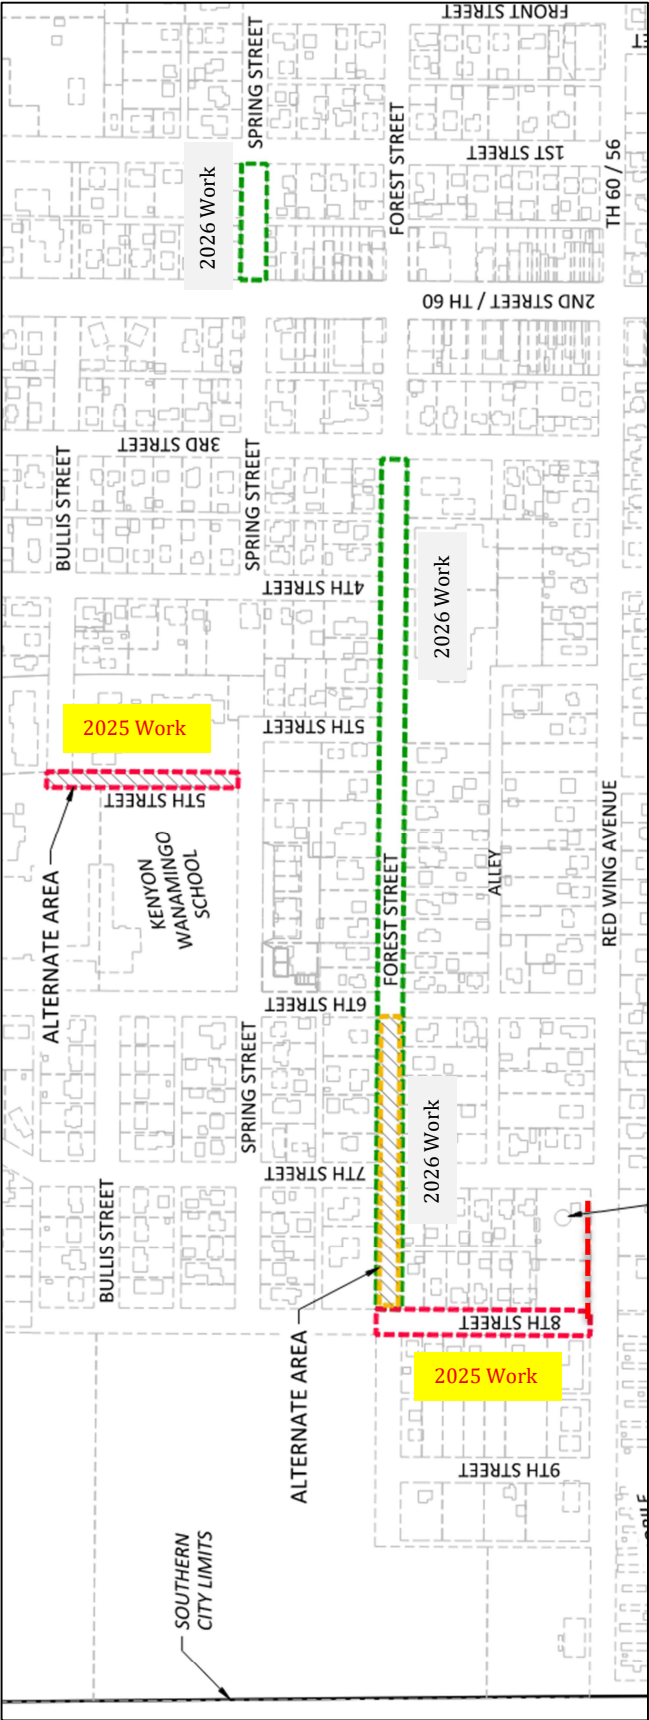 FRONT STREET
SPRING STREET
FOREST STREET
1ST STREET
TH 60 / 56
2026 Work
2ND STREET / TH 60
3RD STREET
BULLIS STREET
SPRING STREET
4TH STREET
2026 Work
2025 Work
5TH STREET
5TH STREET
KENYON
WANAMINGO
SCHOOL
ALTERNATE AREA
FOREST STREET
ALLEY
RED WING AVENUE
6TH STREET
SPRING STREET
2026 Work
7TH STREET
BULLIS STREET
8TH STREET
ALTERNATE AREA
2025 Work
9TH STREET
SOUTHERN
CITY LIMITS